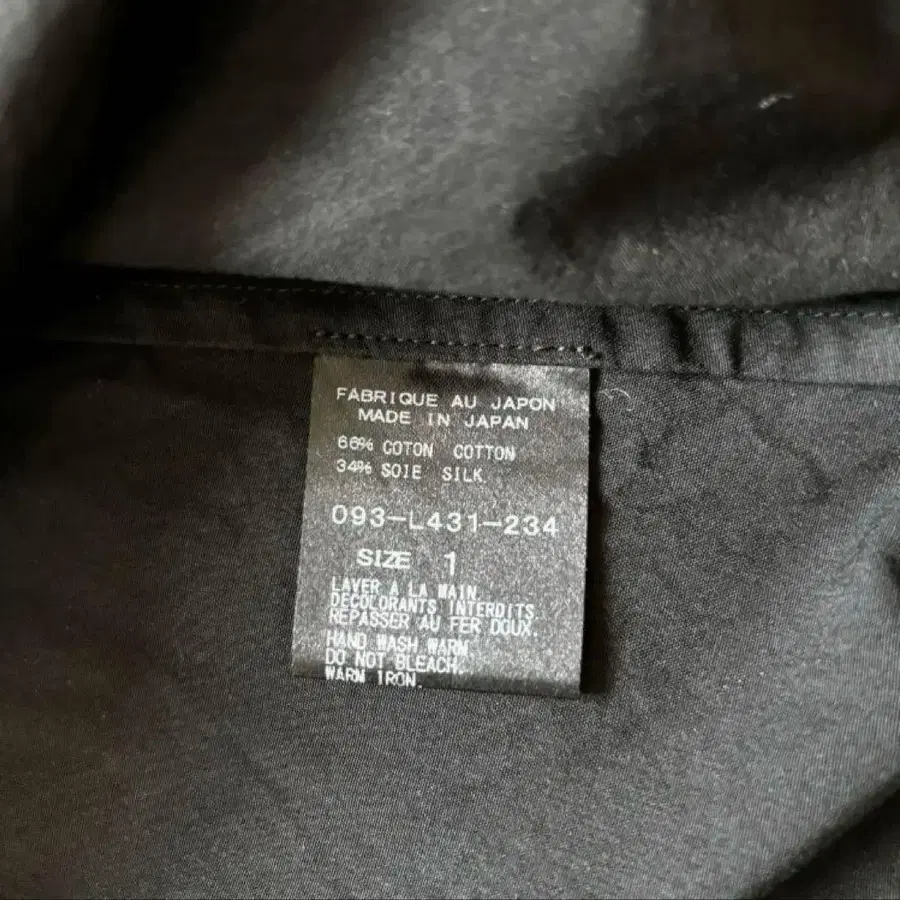 FABRIQUE AU JAPON
MADE IN JAPAN
66% COTON COTTON
34% SOIE SILK
093-L431-234
SIZE 1
LAVER A LA MAIN.
DECOLORANTS INTERDITS.
REPASSER AU FER DOUX.
HAND WASH WARM
DO NOT BLEACH.
WARM IRON.